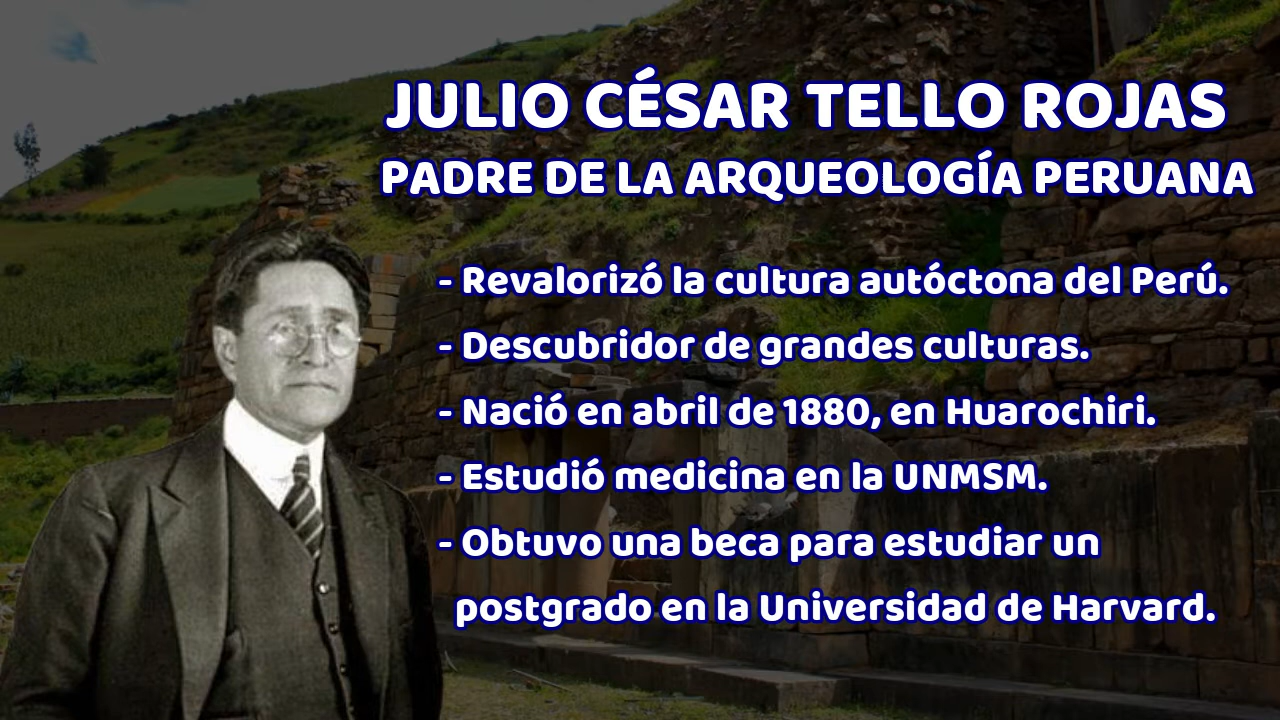 JULIO CÉSAR TELLO ROJAS
PADRE DE LA ARQUEOLOGÍA PERUANA
- Revalorizó la cultura autóctona del Perú.
- Descubridor de grandes culturas.
- Nació en abril de 1880, en Huarochiri.
- Estudió medicina en la UNMSM.
- Obtuvo una beca para estudiar un
postgrado en la Universidad de Harvard.